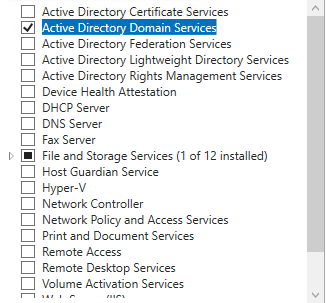 Active Directory Certificate Services
Active Directory Domain Services
Active Directory Federation Services
Active Directory Lightweight Directory Services
Active Directory Rights Management Services
Device Health Attestation
DHCP Server
DNS Server
Fax Server
File and Storage Services (1 of 12 installed)
Host Guardian Service
Hyper-V
Network Controller
Network Policy and Access Services
Print and Document Services
Remote Access
Remote Desktop Services
Volume Activation Services